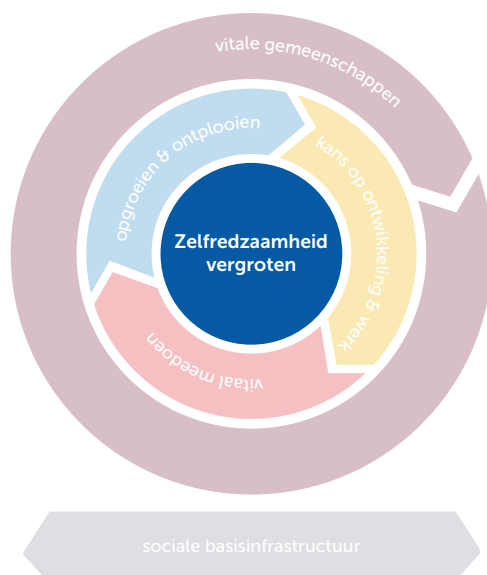 vitale gemeenschappen
opgroeien & ontplooien
kans op ontwikkeling & werk
Zelfredzaamheid
vergroten
vitaal meedoen
sociale basisinfrastructuur